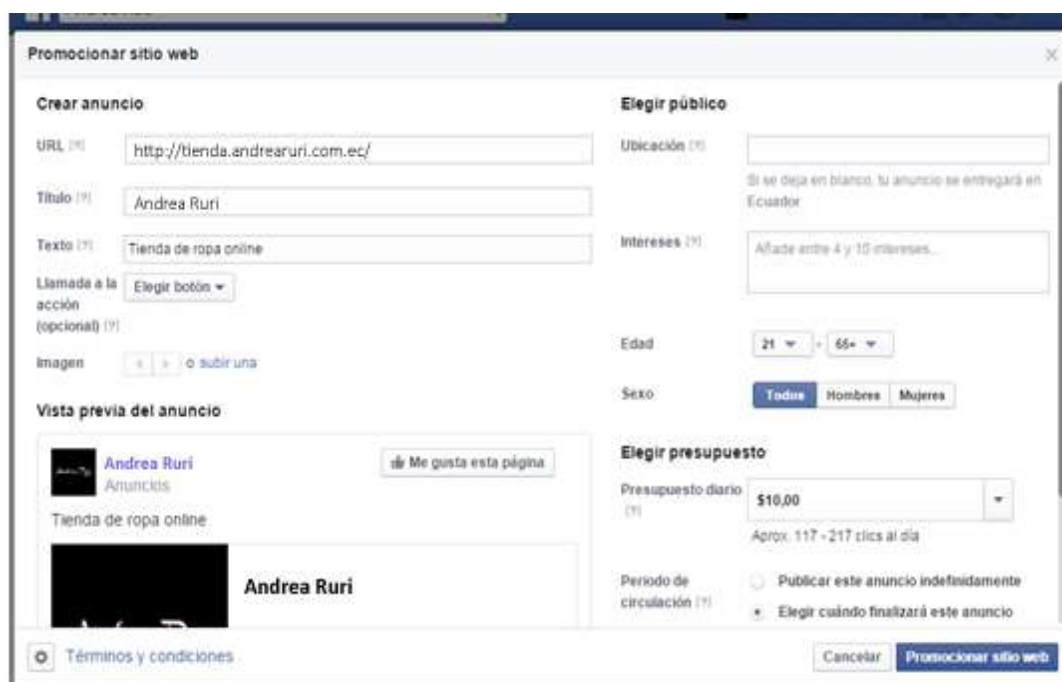 Promocionar sitio web
Crear anuncio
URL [?]
http://tienda.andrearuri.com.ec/
Título [?]
Andrea Ruri
Texto [?]
Tienda de ropa online
Llamada a la
acción
(opcional) [?]
Elegir botón
Imagen
o subir una
Vista previa del anuncio
Andrea Ruri
Anuncios
Me gusta esta página
Tienda de ropa online
Andrea Ruri
Elegir público
Ubicación [?]
Si se deja en blanco, tu anuncio se entregará en
Ecuador
Intereses [?]
Añade entre 4 y 10 intereses...
Edad
21 - 65+
Sexo
Todos Hombres Mujeres
Elegir presupuesto
Presupuesto diario
[?]
$10,00
Aprox. 117 - 217 clics al día
Periodo de
circulación [?]
Publicar este anuncio indefinidamente
Elegir cuándo finalizará este anuncio
Términos y condiciones
Cancelar Promocionar sitio web